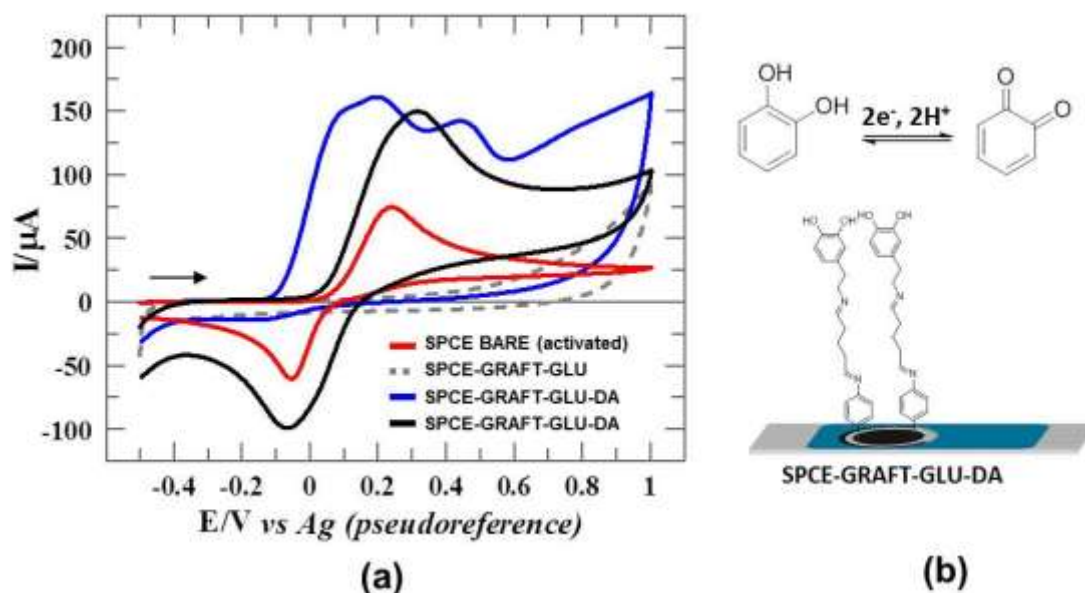 200
150
100
50
0
-50
-100
I/μA
-0.4 -0.2 0 0.2 0.4 0.6 0.8 1
E/V vs Ag (pseudoreference)
SPCE BARE (activated)
SPCE-GRAFT-GLU
SPCE-GRAFT-GLU-DA
SPCE-GRAFT-GLU-DA
(a)
OH
OH
2e-, 2H+
O
O
HO
OH
HO
OH
N
N
N
N
SPCE-GRAFT-GLU-DA
(b)